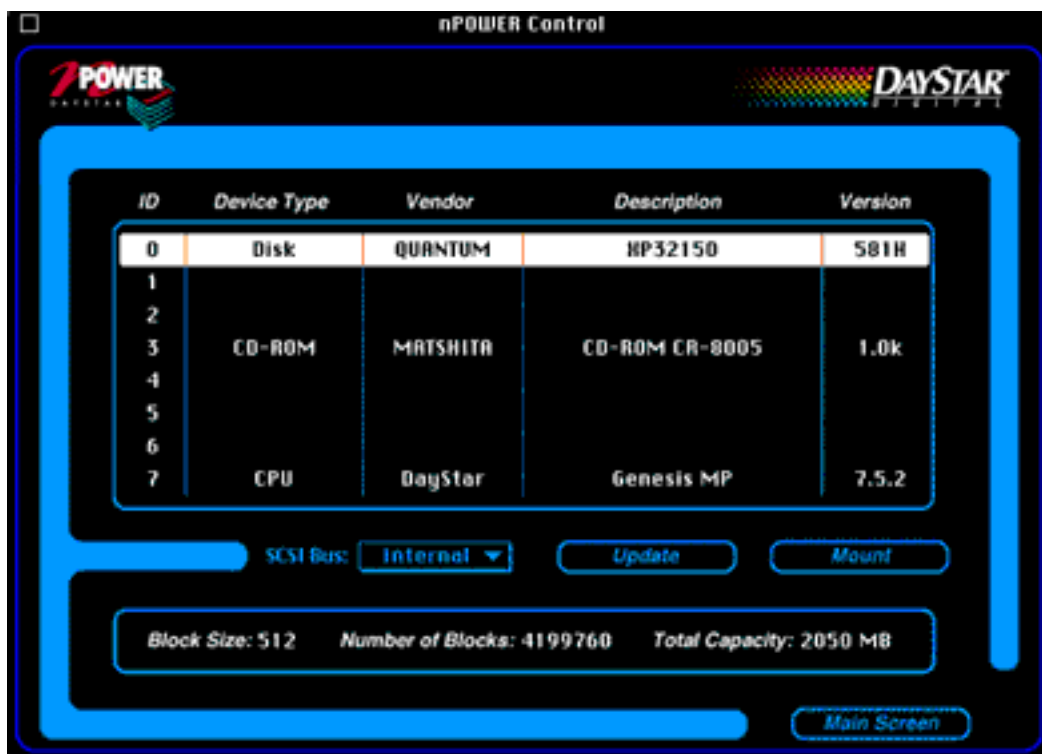 nPOWER Control
nPOWER DAYSTAR
DAYSTAR DIGITAL
ID Device Type Vendor Description Version
0 Disk QUANTUM XP32150 581H
1
2
3 CD-ROM MATSHITA CD-ROM CR-8005 1.0k
4
5
6
7 CPU DayStar Genesis MP 7.5.2
SCSI Bus: Internal Update Mount
Block Size: 512 Number of Blocks: 4199760 Total Capacity: 2050 MB
Main Screen